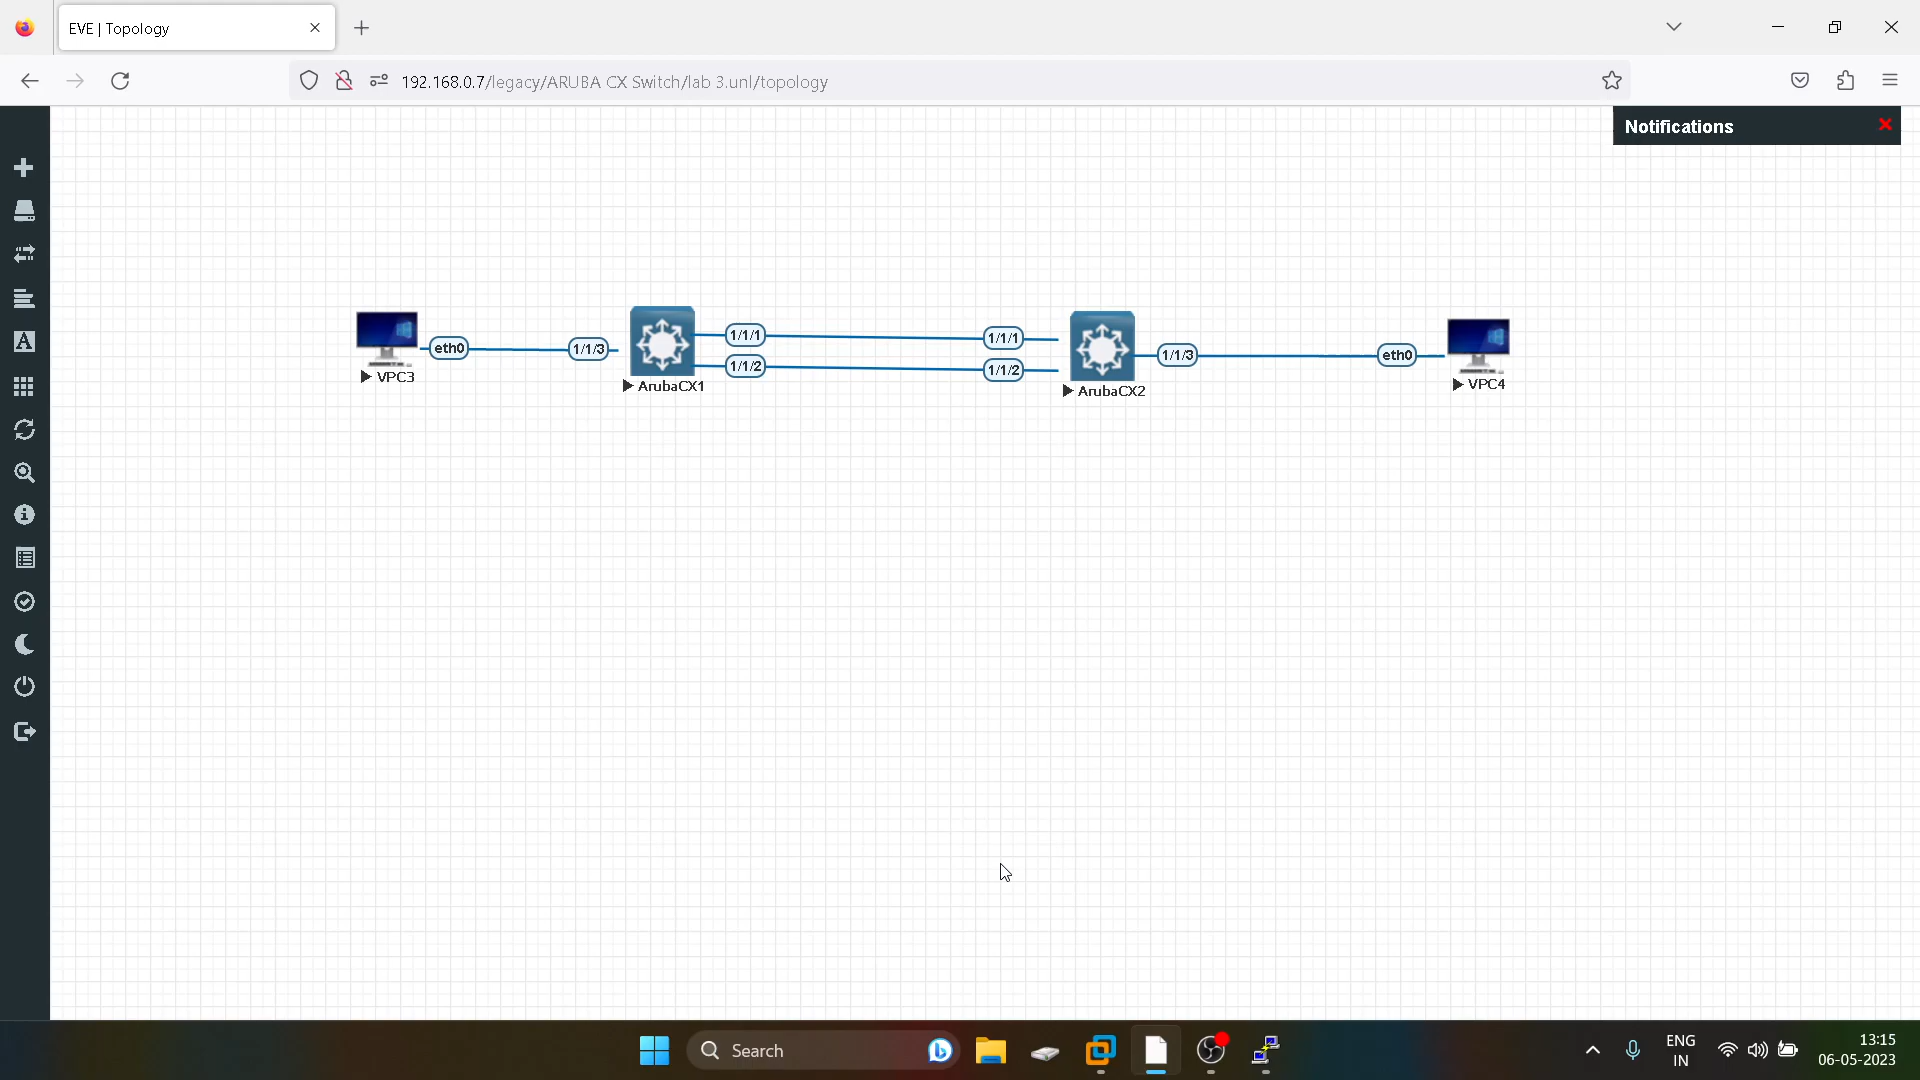 EVE | Topology
192.168.0.7/legacy/ARUBA CX Switch/lab 3.unl/topology
Notifications
VPC3
eth0
1/1/3
ArubaCX1
1/1/1
1/1/2
1/1/1
1/1/2
ArubaCX2
1/1/3
eth0
VPC4
Search
ENG
IN
13:15
06-05-2023